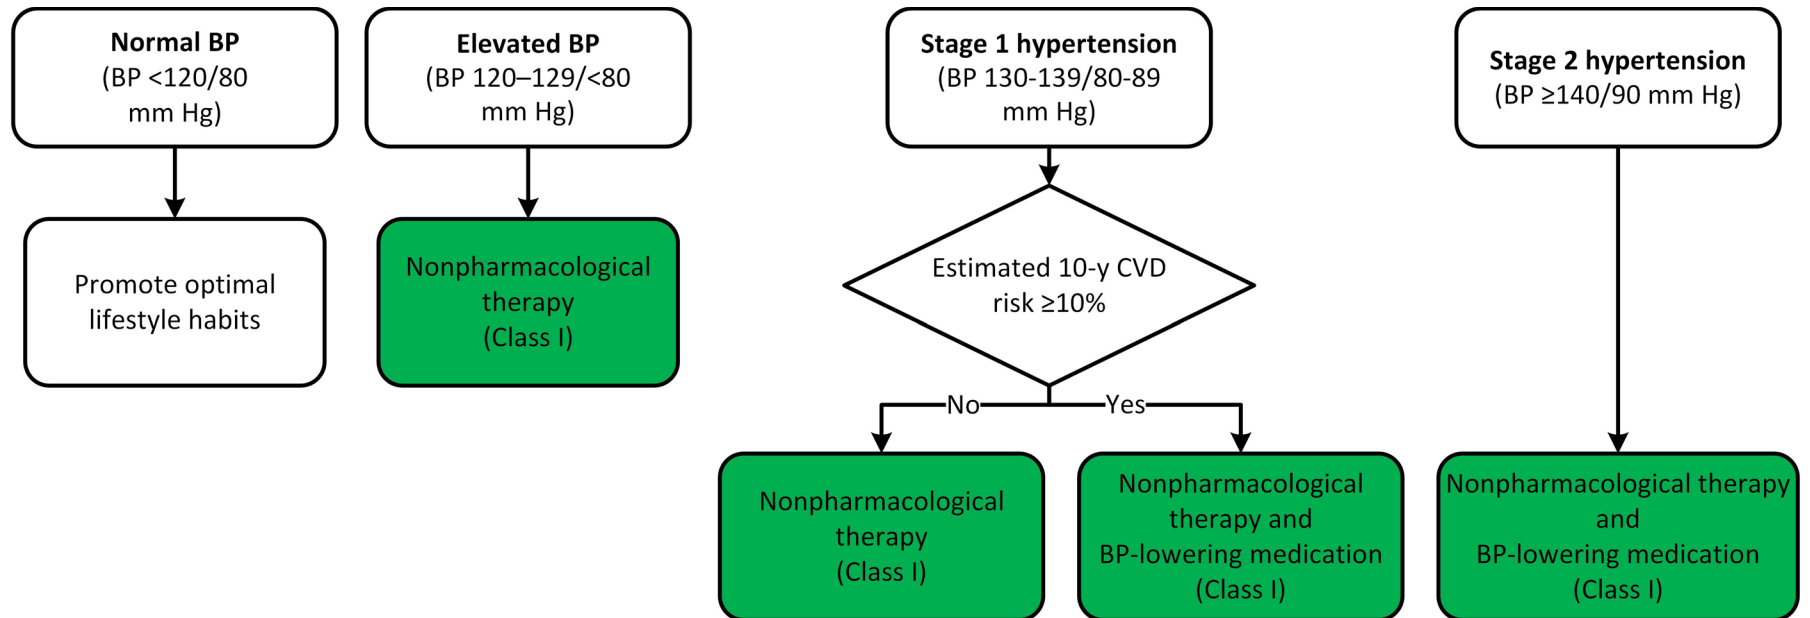 Normal BP
(BP <120/80
mm Hg)
Elevated BP
(BP 120–129/<80
mm Hg)
Stage 1 hypertension
(BP 130-139/80-89
mm Hg)
Stage 2 hypertension
(BP ≥140/90 mm Hg)
Promote optimal
lifestyle habits
Nonpharmacological
therapy
(Class I)
Estimated 10-y CVD
risk ≥10%
No
Yes
Nonpharmacological
therapy
(Class I)
Nonpharmacological
therapy and
BP-lowering medication
(Class I)
Nonpharmacological therapy
and
BP-lowering medication
(Class I)